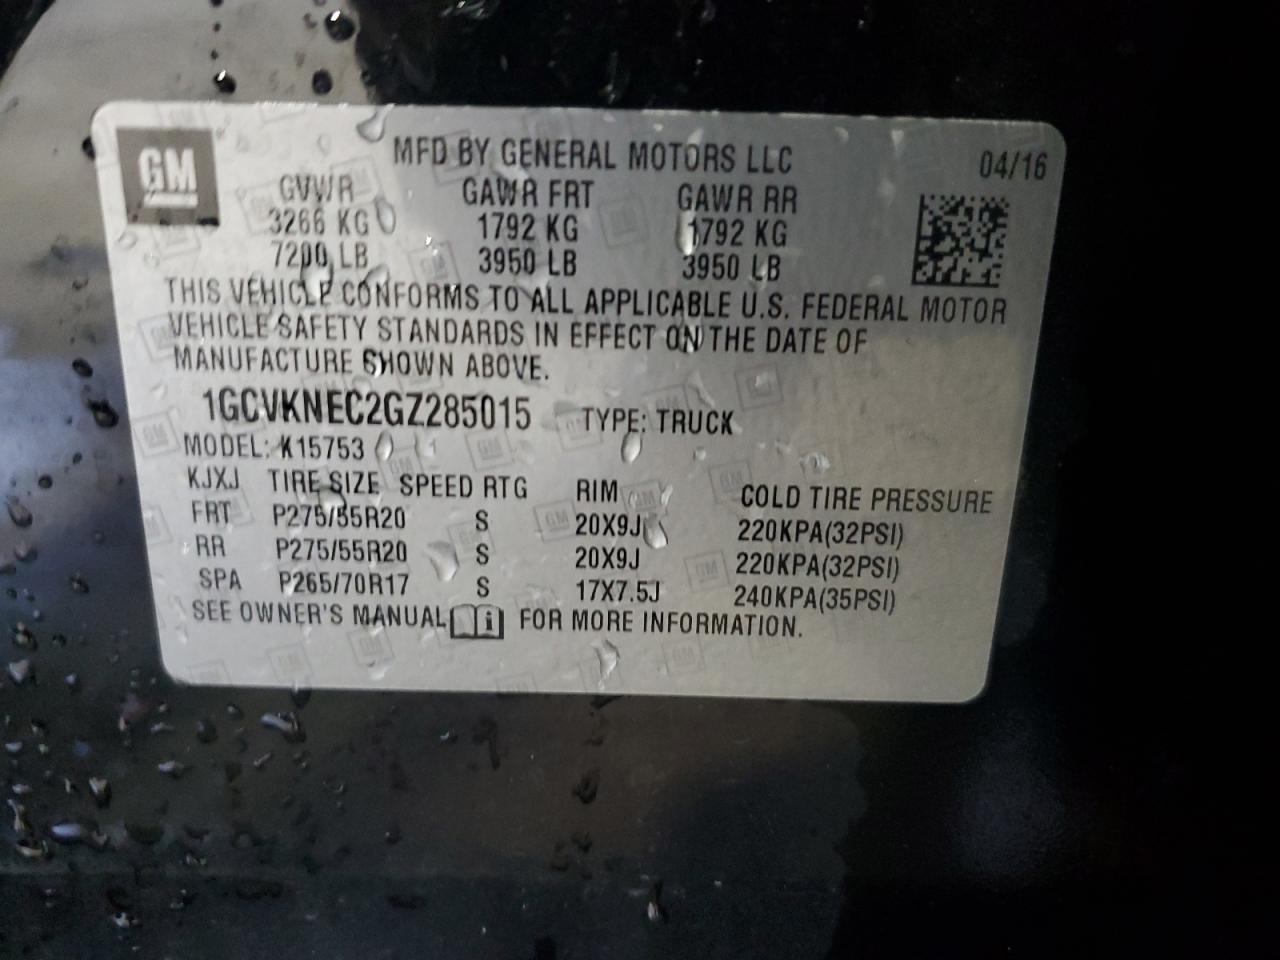 GM
MFD BY GENERAL MOTORS LLC 04/16
GVWR GAWR FRT GAWR RR
3266 KG 1792 KG 1792 KG
7200 LB 3950 LB 3950 LB
THIS VEHICLE CONFORMS TO ALL APPLICABLE U.S. FEDERAL MOTOR
VEHICLE SAFETY STANDARDS IN EFFECT ON THE DATE OF
MANUFACTURE SHOWN ABOVE.
1GCVKNEC2GZ285015 TYPE: TRUCK
MODEL: K15753
KJXJ TIRE SIZE SPEED RTG RIM COLD TIRE PRESSURE
FRT P275/55R20 S 20X9J 220KPA(32PSI)
RR P275/55R20 S 20X9J 220KPA(32PSI)
SPA P265/70R17 S 17X7.5J 240KPA(35PSI)
SEE OWNER'S MANUAL i FOR MORE INFORMATION.